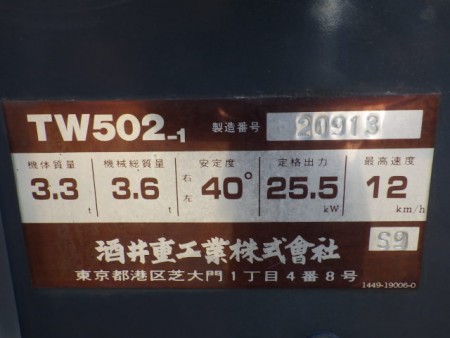 TW502-1 製造番号 20913
機体質量 機械総質量 安定度 定格出力 最高速度
3.3 t 3.6 t 右左 40° 25.5 kW 12 km/h
酒井重工業株式會社 S9
東京都港区芝大門1丁目4番8号
1449-19006-0